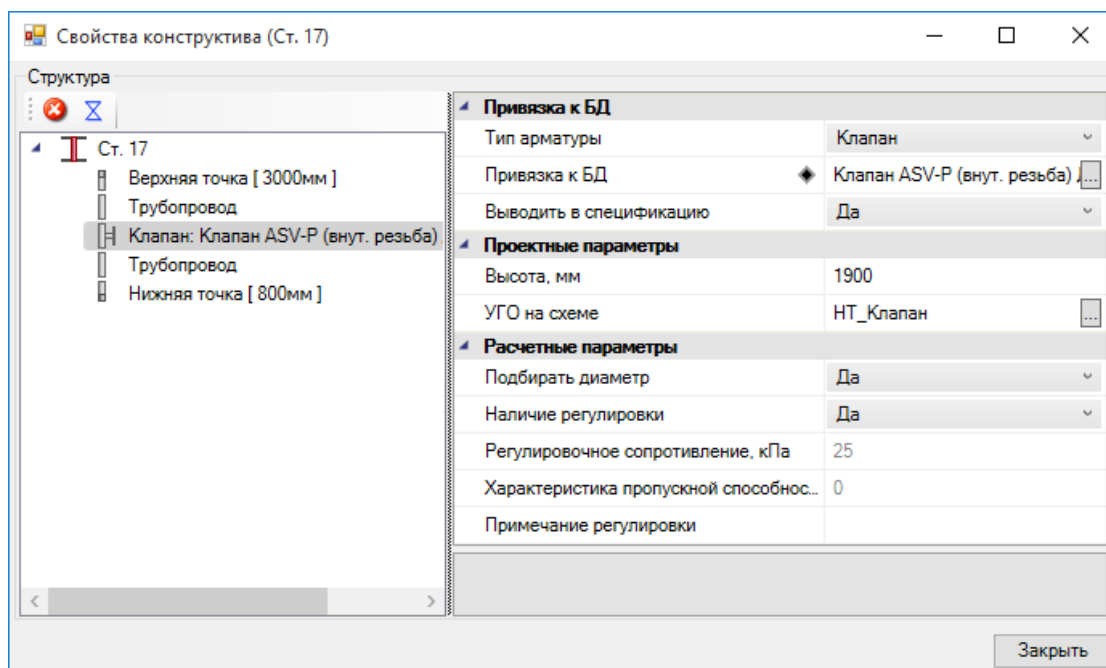 Свойства конструктива (Ст. 17)
Структура
Ст. 17
Верхняя точка [ 3000мм ]
Трубопровод
Клапан: Клапан ASV-P (внут. резьба)
Трубопровод
Нижняя точка [ 800мм ]
Привязка к БД
Тип арматуры Клапан
Привязка к БД Клапан ASV-P (внут. резьба) ...
Выводить в спецификацию Да
Проектные параметры
Высота, мм 1900
УГО на схеме НТ_Клапан ...
Расчетные параметры
Подбирать диаметр Да
Наличие регулировки Да
Регулировочное сопротивление, кПа 25
Характеристика пропускной способнос... 0
Примечание регулировки
Закрыть